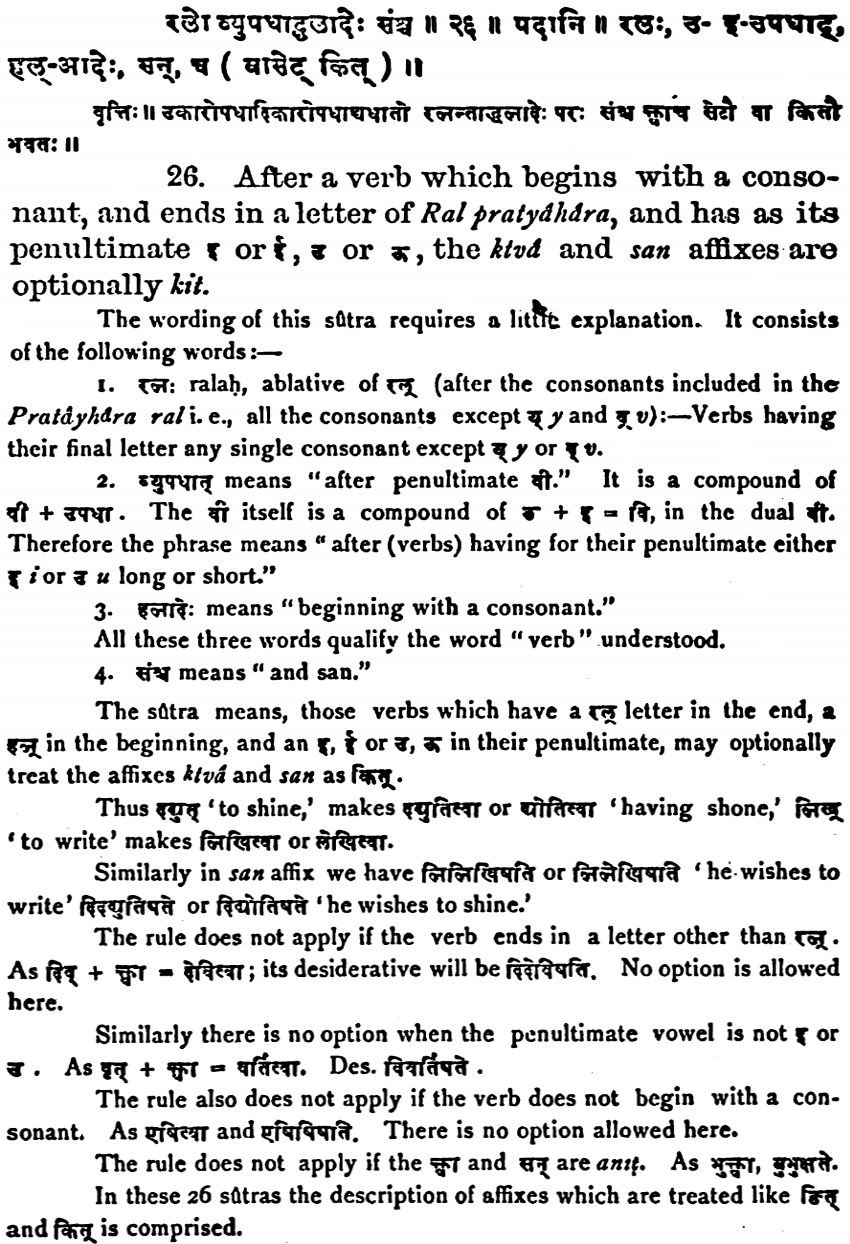 रलो व्युपधाद्धलादेः संश्च ॥ २६ ॥ पदानि ॥ रलः, उ- इ-उपधाद्,
हल्-आदेः, सन्, च ( वासेट् कित् ) ॥
वृत्तिः ॥ उकारोपधादिकारोपधाद्यधातो रलन्ताद्धलादेः परः संश्च क्त्वाच सेटौ वा कितौ
भवतः ॥
26. After a verb which begins with a conso-
nant, and ends in a letter of Ral pratyâhâra, and has as its
penultimate इ or ई, उ or ऊ, the ktvâ and san affixes are
optionally kit.
The wording of this sûtra requires a little explanation. It consists
of the following words :—
1. रलः ralaḥ, ablative of रल् (after the consonants included in the
Pratâyhâra ral i. e., all the consonants except य् y and व् v):—Verbs having
their final letter any single consonant except य् y or व् v.
2. व्युपधात् means “after penultimate वी.” It is a compound of
वी + उपधा. The वी itself is a compound of उ + इ = वि, in the dual वी.
Therefore the phrase means “after (verbs) having for their penultimate either
इ i or उ u long or short.”
3. हलादेः means “beginning with a consonant.”
All these three words qualify the word “verb” understood.
4. संश्च means “and san.”
The sûtra means, those verbs which have a रल् letter in the end, a
हल् in the beginning, and an इ, ई or उ, ऊ in their penultimate, may optionally
treat the affixes ktvâ and san as कित्.
Thus द्युत् ‘to shine,’ makes द्युतित्वा or द्योतित्वा ‘having shone,’ लिख्
‘to write’ makes लिखित्वा or लेखित्वा.
Similarly in san affix we have लिलिखिषति or लिलेखिषति ‘he wishes to
write’ दिद्युतिषते or दिद्योतिषते ‘he wishes to shine.’
The rule does not apply if the verb ends in a letter other than रल्.
As दिव् + क्त्वा = देवित्वा; its desiderative will be दिदेविषति. No option is allowed
here.
Similarly there is no option when the penultimate vowel is not इ or
उ. As वृत् + क्त्वा = वर्तित्वा. Des. विवर्तिषते.
The rule also does not apply if the verb does not begin with a con-
sonant. As एषित्वा and एषिषिषति. There is no option allowed here.
The rule does not apply if the क्त्वा and सन् are aniṭ. As भुक्त्वा, बुभुक्षते.
In these 26 sûtras the description of affixes which are treated like ङित्
and कित् is comprised.